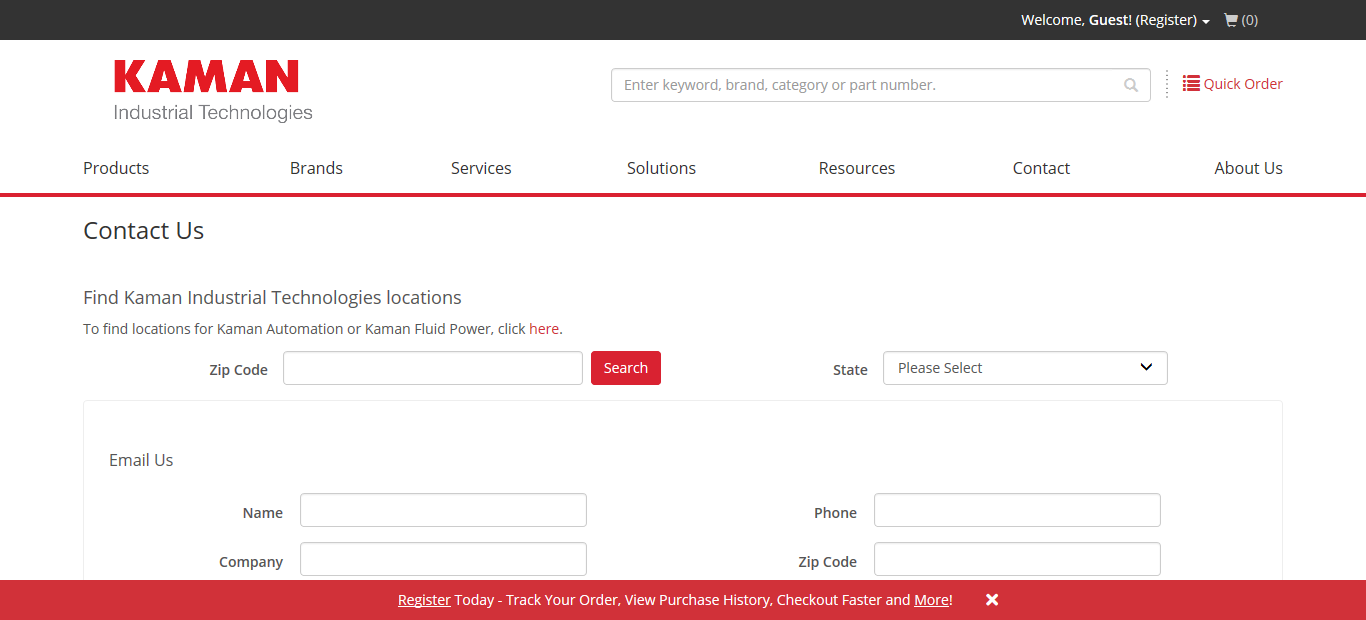 Welcome, Guest! (Register) (0)
KAMAN
Industrial Technologies
Enter keyword, brand, category or part number.
Quick Order
Products Brands Services Solutions Resources Contact About Us
Contact Us
Find Kaman Industrial Technologies locations
To find locations for Kaman Automation or Kaman Fluid Power, click here.
Zip Code Search State Please Select
Email Us
Name Phone
Company Zip Code
Register Today - Track Your Order, View Purchase History, Checkout Faster and More!